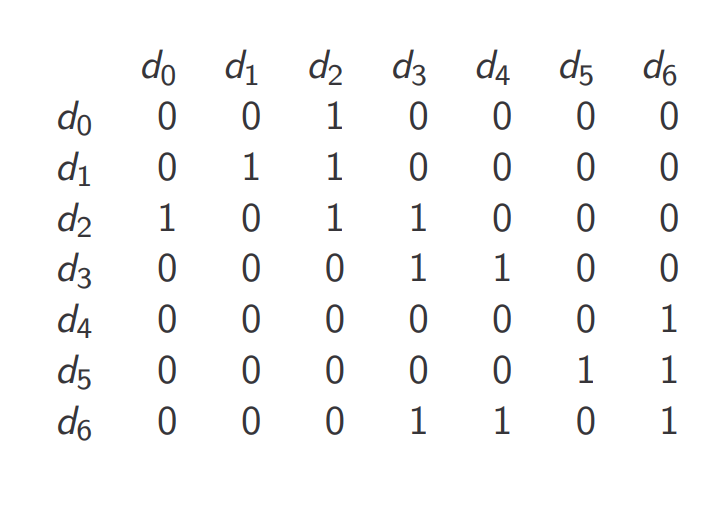 d0 d1 d2 d3 d4 d5 d6
d0 0 0 1 0 0 0 0
d1 0 1 1 0 0 0 0
d2 1 0 1 1 0 0 0
d3 0 0 0 1 1 0 0
d4 0 0 0 0 0 0 1
d5 0 0 0 0 0 1 1
d6 0 0 0 1 1 0 1